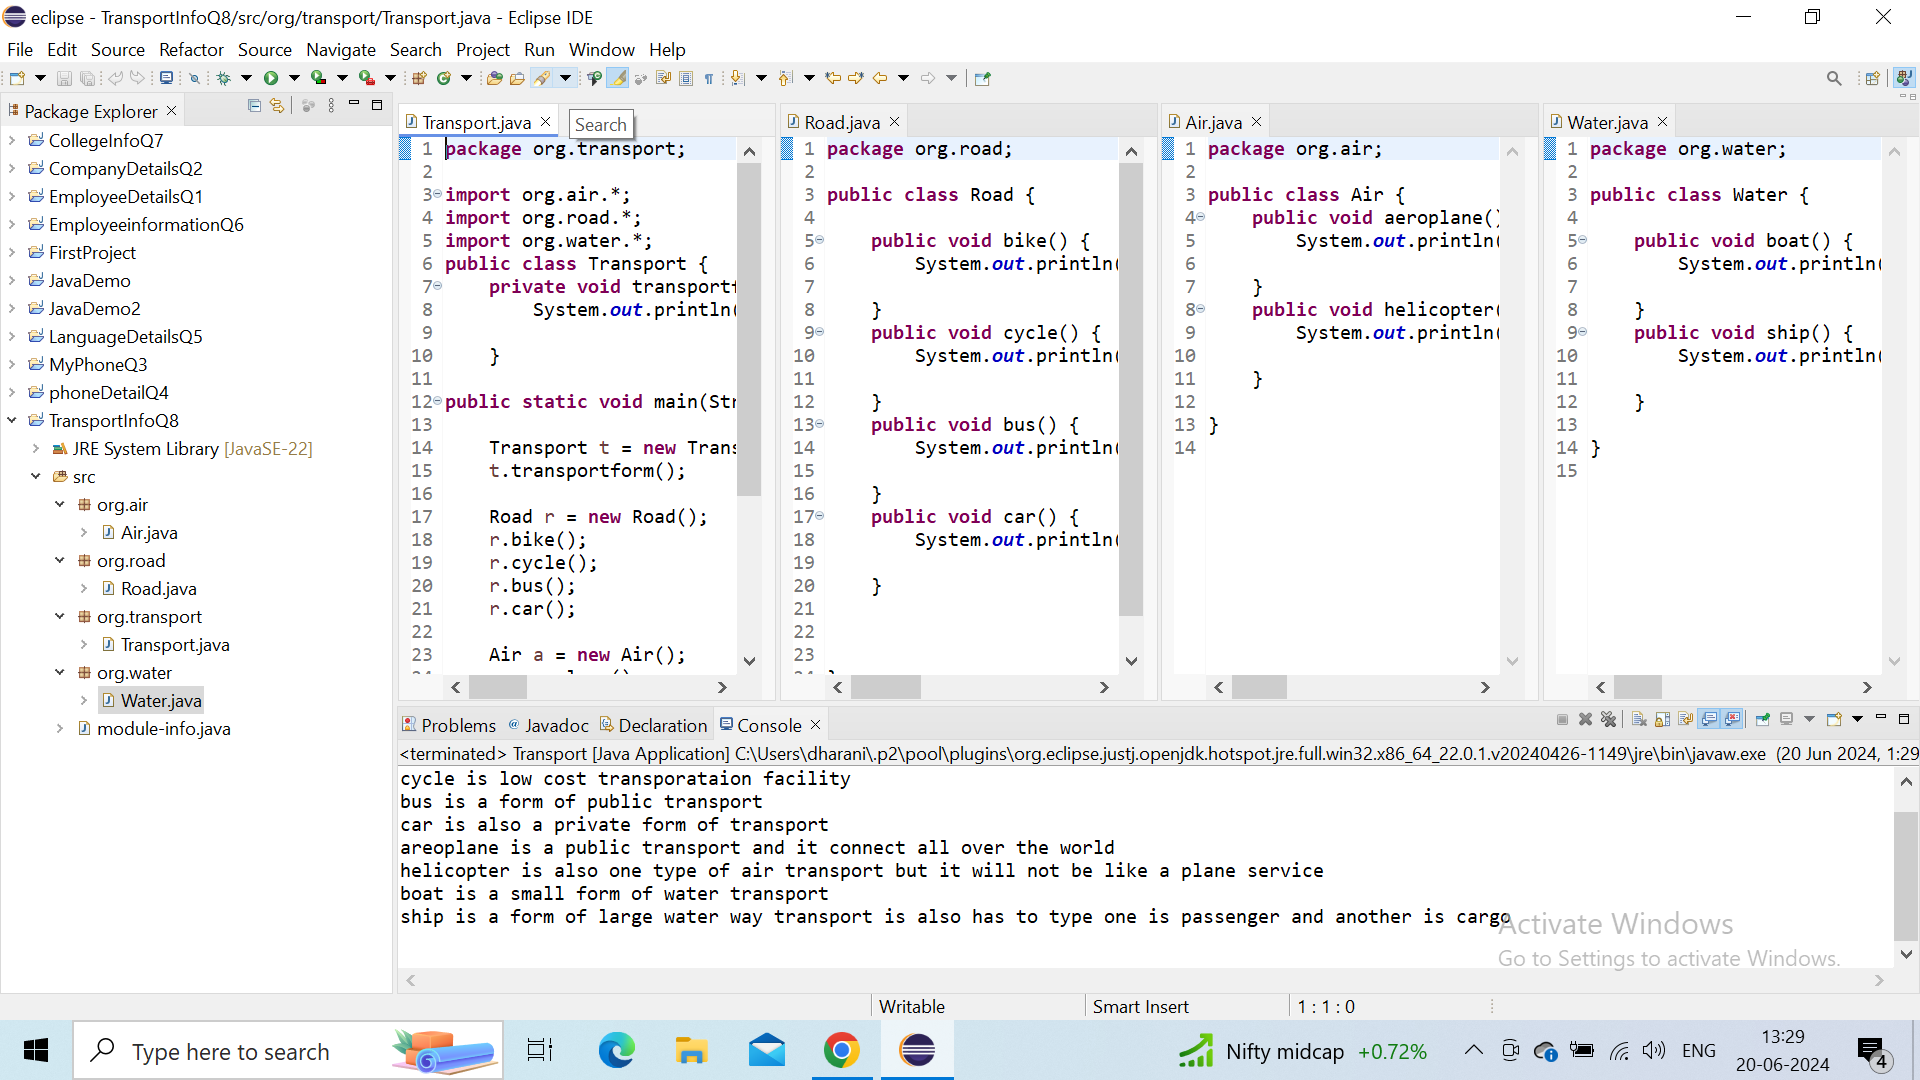 eclipse - TransportInfoQ8/src/org/transport/Transport.java - Eclipse IDE
File Edit Source Refactor Source Navigate Search Project Run Window Help
Package Explorer
CollegeInfoQ7
CompanyDetailsQ2
EmployeeDetailsQ1
EmployeeinformationQ6
FirstProject
JavaDemo
JavaDemo2
LanguageDetailsQ5
MyPhoneQ3
phoneDetailQ4
TransportInfoQ8
JRE System Library [JavaSE-22]
src
org.air
Air.java
org.road
Road.java
org.transport
Transport.java
org.water
Water.java
module-info.java
Transport.java
Search
1 package org.transport;
2
3 import org.air.*;
4 import org.road.*;
5 import org.water.*;
6 public class Transport {
7 private void transportf
8 System.out.println(
9
10 }
11
12 public static void main(Str
13
14 Transport t = new Trans
15 t.transportform();
16
17 Road r = new Road();
18 r.bike();
19 r.cycle();
20 r.bus();
21 r.car();
22
23 Air a = new Air();
Road.java
1 package org.road;
2
3 public class Road {
4
5 public void bike() {
6 System.out.println(
7
8 }
9 public void cycle() {
10 System.out.println(
11
12 }
13 public void bus() {
14 System.out.println(
15
16 }
17 public void car() {
18 System.out.println(
19
20 }
21
22
23
Air.java
1 package org.air;
2
3 public class Air {
4 public void aeroplane()
5 System.out.println(
6
7 }
8 public void helicopter(
9 System.out.println(
10
11 }
12
13 }
14
Water.java
1 package org.water;
2
3 public class Water {
4
5 public void boat() {
6 System.out.println(
7
8 }
9 public void ship() {
10 System.out.println(
11
12 }
13
14 }
15
Problems @ Javadoc Declaration Console
<terminated> Transport [Java Application] C:\Users\dharani\.p2\pool\plugins\org.eclipse.justj.openjdk.hotspot.jre.full.win32.x86_64_22.0.1.v20240426-1149\jre\bin\javaw.exe (20 Jun 2024, 1:29
cycle is low cost transporataion facility
bus is a form of public transport
car is also a private form of transport
areoplane is a public transport and it connect all over the world
helicopter is also one type of air transport but it will not be like a plane service
boat is a small form of water transport
ship is a form of large water way transport is also has to type one is passenger and another is cargo
Activate Windows
Go to Settings to activate Windows.
Writable Smart Insert 1 : 1 : 0
Type here to search
Nifty midcap +0.72%
ENG
13:29
20-06-2024
4